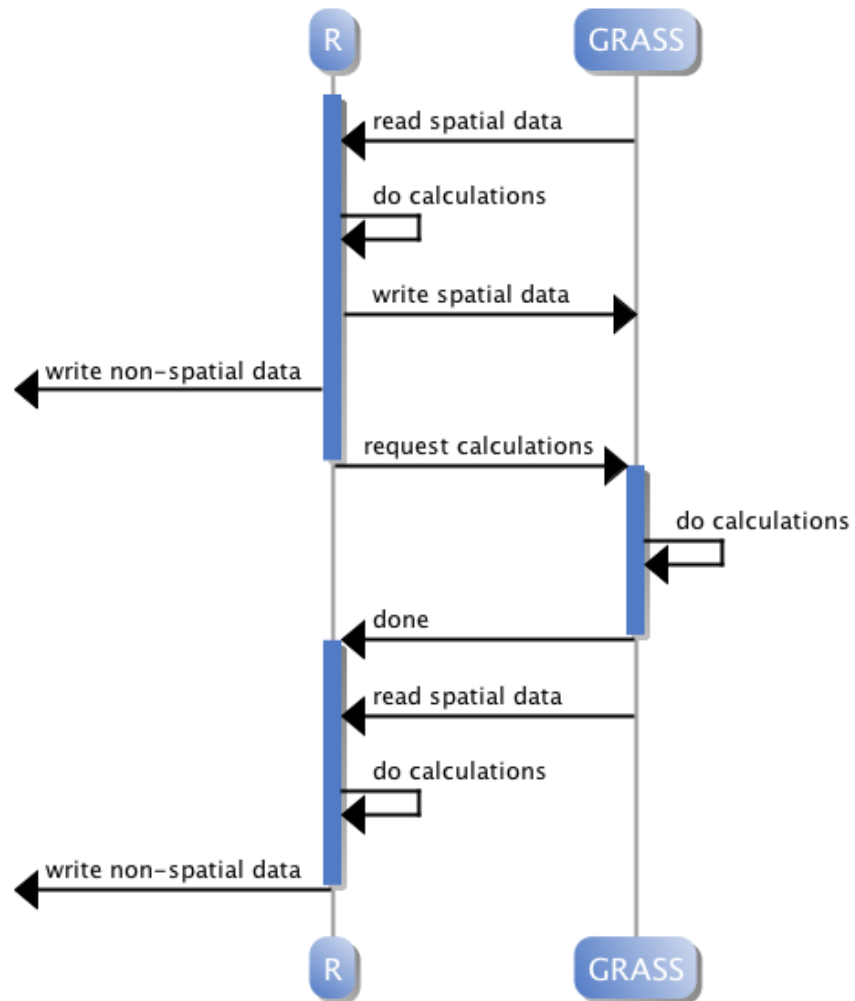 R
GRASS
read spatial data
do calculations
write spatial data
write non-spatial data
request calculations
do calculations
done
read spatial data
do calculations
write non-spatial data
R
GRASS